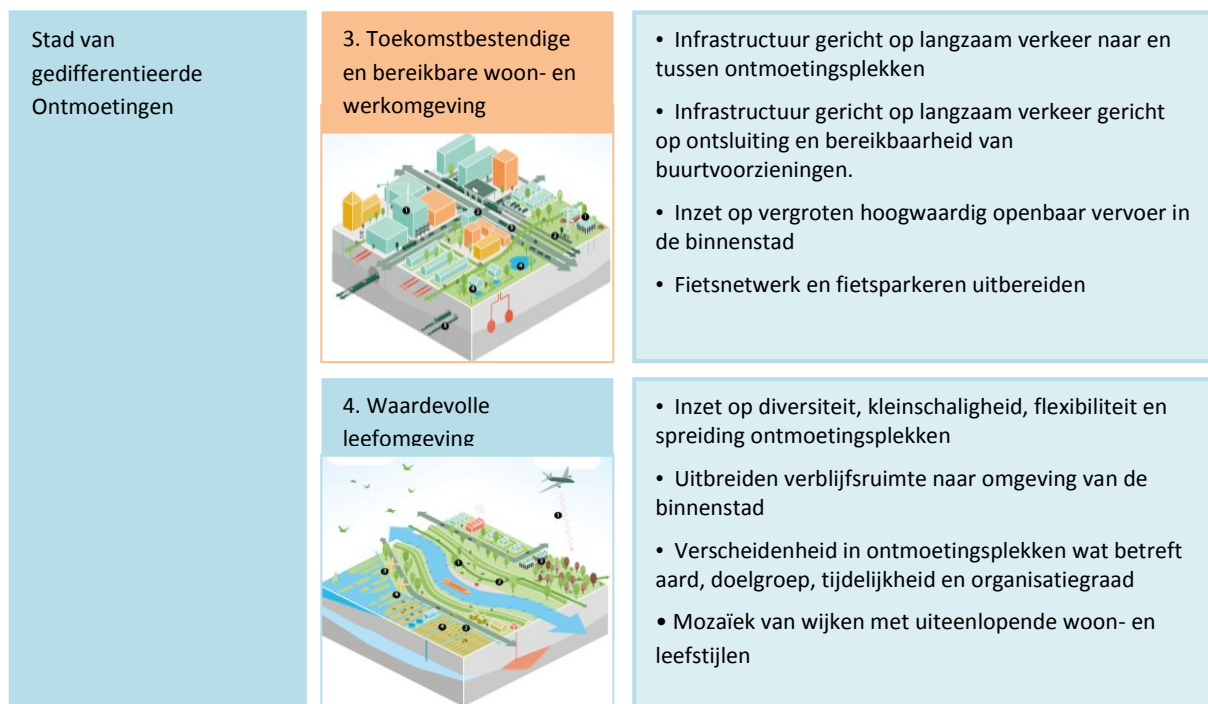 Stad van
gedifferentieerde
Ontmoetingen
3. Toekomstbestendige
en bereikbare woon- en
werkomgeving
• Infrastructuur gericht op langzaam verkeer naar en
tussen ontmoetingsplekken
• Infrastructuur gericht op langzaam verkeer gericht
op ontsluiting en bereikbaarheid van
buurtvoorzieningen.
• Inzet op vergroten hoogwaardig openbaar vervoer in
de binnenstad
• Fietsnetwerk en fietsparkeren uitbereiden
4. Waardevolle
leefomgeving
• Inzet op diversiteit, kleinschaligheid, flexibiliteit en
spreiding ontmoetingsplekken
• Uitbreiden verblijfsruimte naar omgeving van de
binnenstad
• Verscheidenheid in ontmoetingsplekken wat betreft
aard, doelgroep, tijdelijkheid en organisatiegraad
• Mozaïek van wijken met uiteenlopende woon- en
leefstijlen